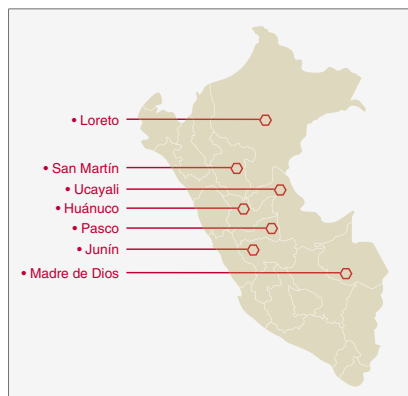 • Loreto
• San Martín
• Ucayali
• Huánuco
• Pasco
• Junín
• Madre de Dios